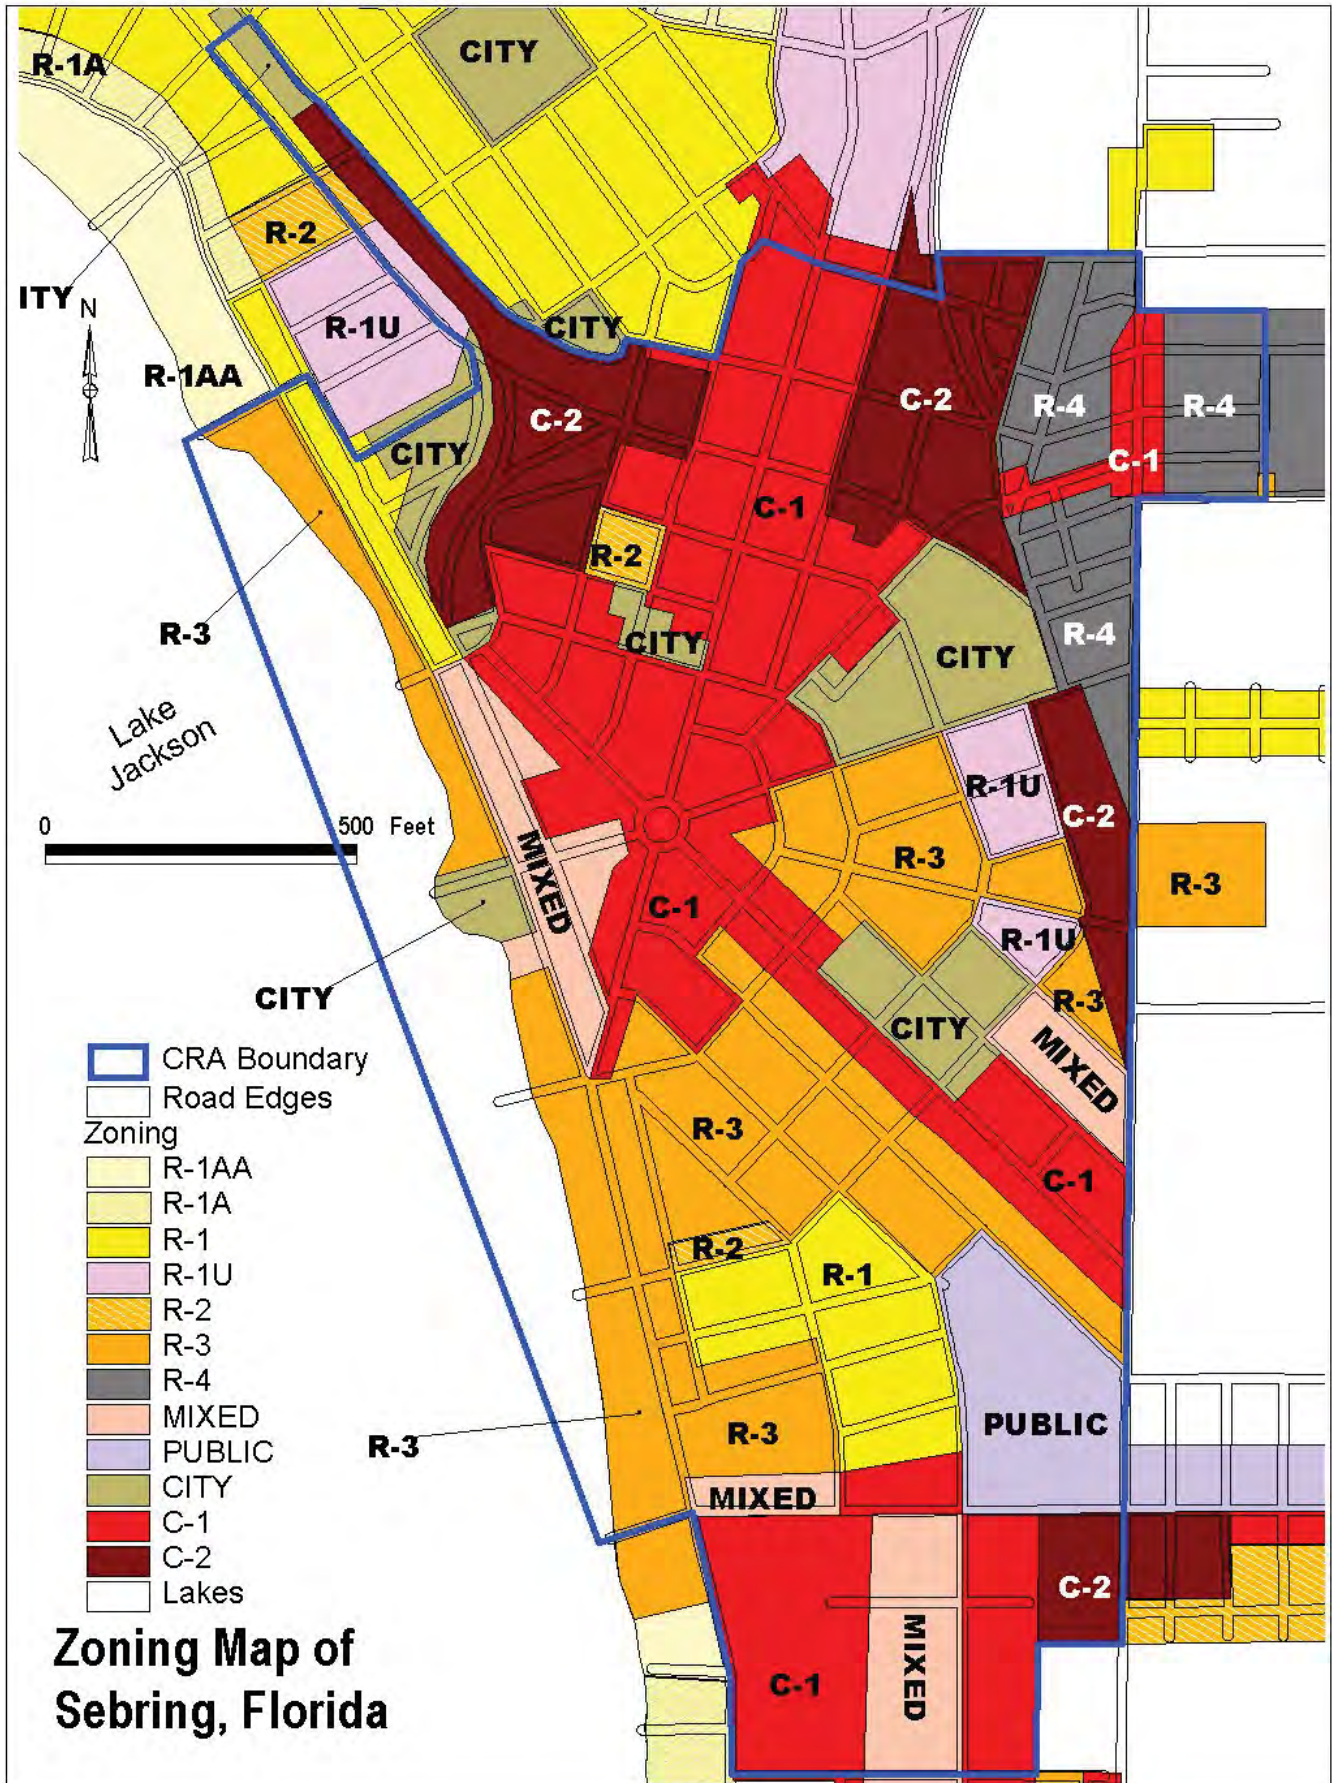 CITY
R-1A
R-2
ITY
N
R-1U
CITY
R-1AA
C-2
C-2
R-4
R-4
CITY
C-1
C-1
R-2
R-3
CITY
CITY
R-4
Lake
Jackson
R-1U
C-2
0 500 Feet
MIXED
R-3
R-3
C-1
R-1U
CITY
R-3
CITY
MIXED
CRA Boundary
Road Edges
Zoning
R-1AA
R-1A
R-1
R-1U
R-2
R-3
R-4
MIXED
PUBLIC
CITY
C-1
C-2
Lakes
R-3
C-1
R-2
R-1
R-3
R-3
PUBLIC
MIXED
C-2
MIXED
C-1
Zoning Map of
Sebring, Florida